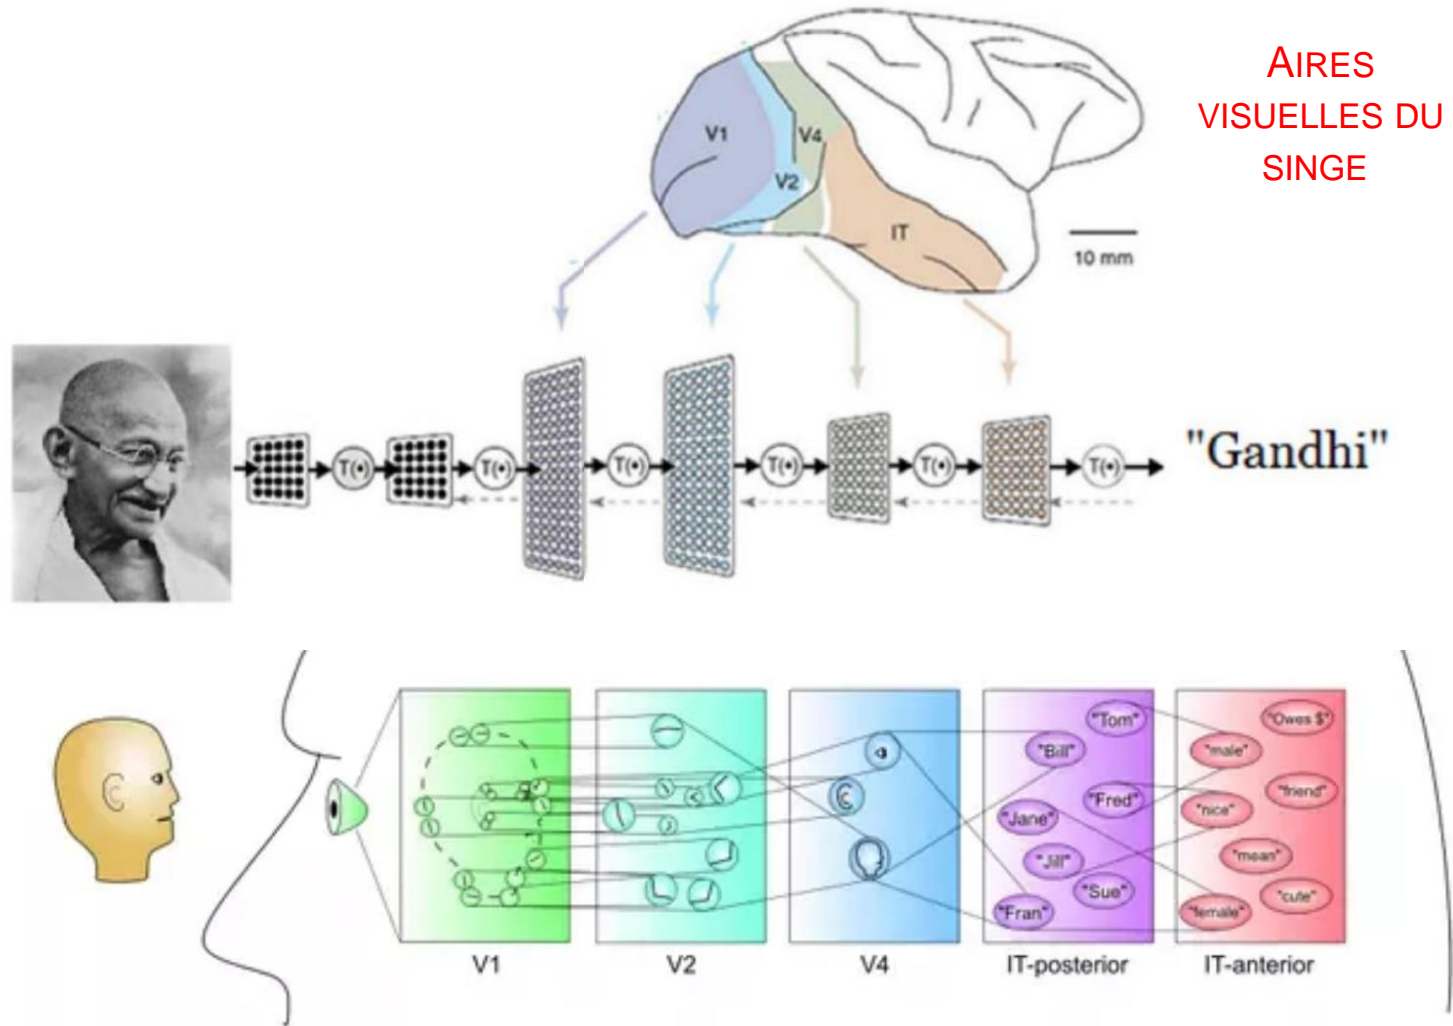 AIRES
VISUELLES DU
SINGE
V1
V4
V2
IT
10 mm
T(•) T(•) T(•) T(•) T(•) T(•)
"Gandhi"
"Tom"
"Bill"
"Fred"
"Jane"
"Jill"
"Sue"
"Fran"
"Owes $"
"male"
"friend"
"nice"
"mean"
"cute"
"female"
V1 V2 V4 IT-posterior IT-anterior